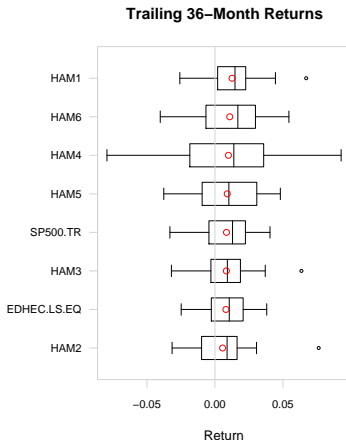 Trailing 36−Month Returns
HAM1
HAM6
HAM4
HAM5
SP500.TR
HAM3
EDHEC.LS.EQ
HAM2
−0.05 0.00 0.05
Return